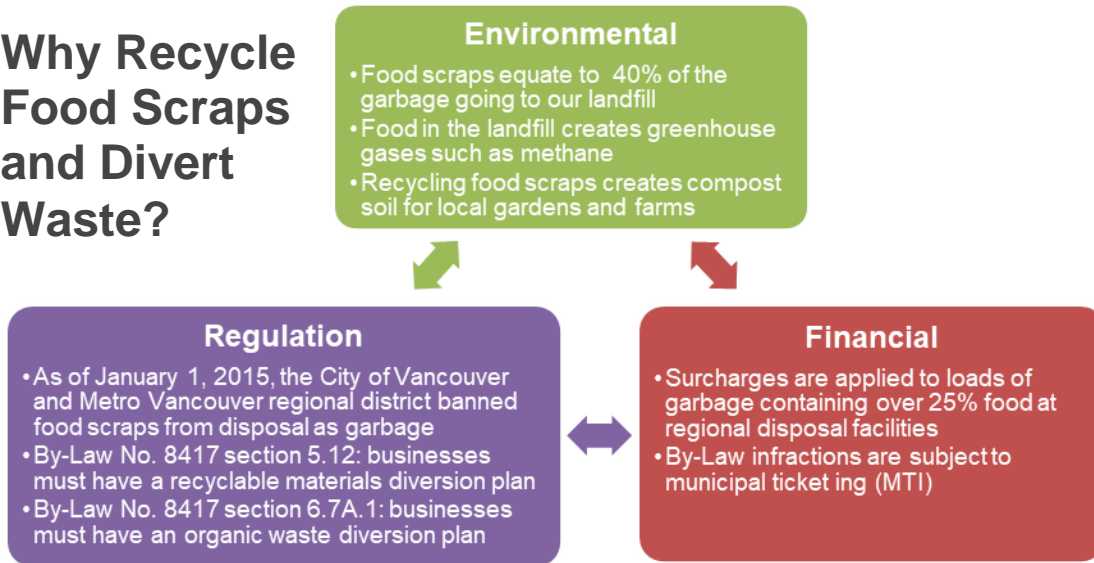 Why Recycle
Food Scraps
and Divert
Waste?
Environmental
•Food scraps equate to 40% of the
garbage going to our landfill
•Food in the landfill creates greenhouse
gases such as methane
•Recycling food scraps creates compost
soil for local gardens and farms
Regulation
•As of January 1, 2015, the City of Vancouver
and Metro Vancouver regional district banned
food scraps from disposal as garbage
•By-Law No. 8417 section 5.12: businesses
must have a recyclable materials diversion plan
•By-Law No. 8417 section 6.7A.1: businesses
must have an organic waste diversion plan
Financial
•Surcharges are applied to loads of
garbage containing over 25% food at
regional disposal facilities
•By-Law infractions are subject to
municipal ticket ing (MTI)